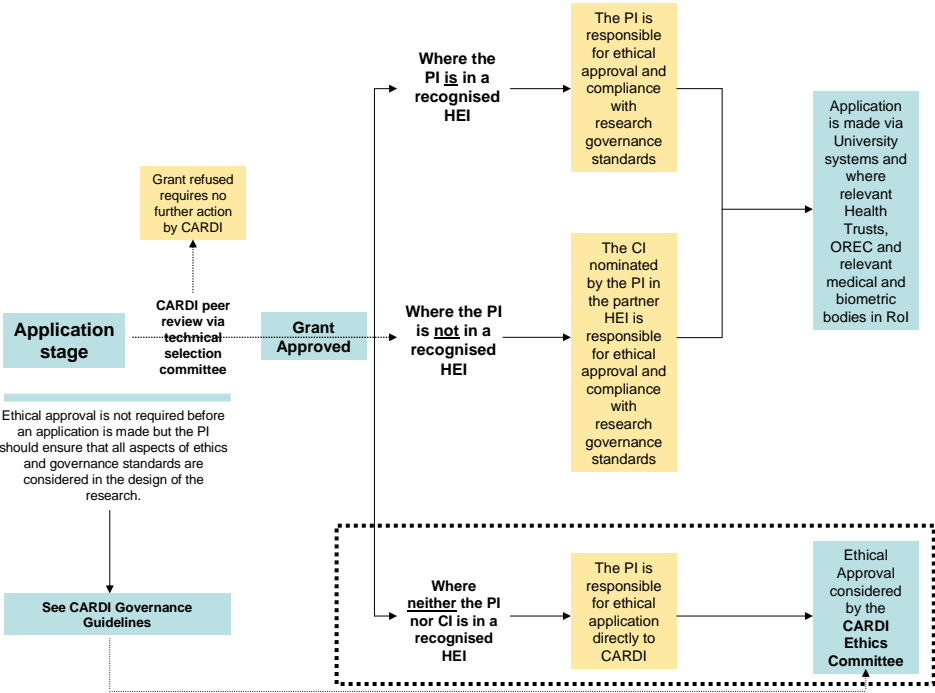 Application
stage
Ethical approval is not required before
an application is made but the PI
should ensure that all aspects of ethics
and governance standards are
considered in the design of the
research.
See CARDI Governance
Guidelines
Grant refused
requires no
further action
by CARDI
CARDI peer
review via
technical
selection
committee
Grant
Approved
Where the
PI is in a
recognised
HEI
The PI is
responsible
for ethical
approval and
compliance
with
research
governance
standards
Where the PI
is not in a
recognised
HEI
The CI
nominated
by the PI in
the partner
HEI is
responsible
for ethical
approval and
compliance
with
research
governance
standards
Application
is made via
University
systems and
where
relevant
Health
Trusts,
OREC and
relevant
medical and
biometric
bodies in RoI
Where
neither the PI
nor CI is in a
recognised
HEI
The PI is
responsible
for ethical
application
directly to
CARDI
Ethical
Approval
considered
by the
CARDI
Ethics
Committee